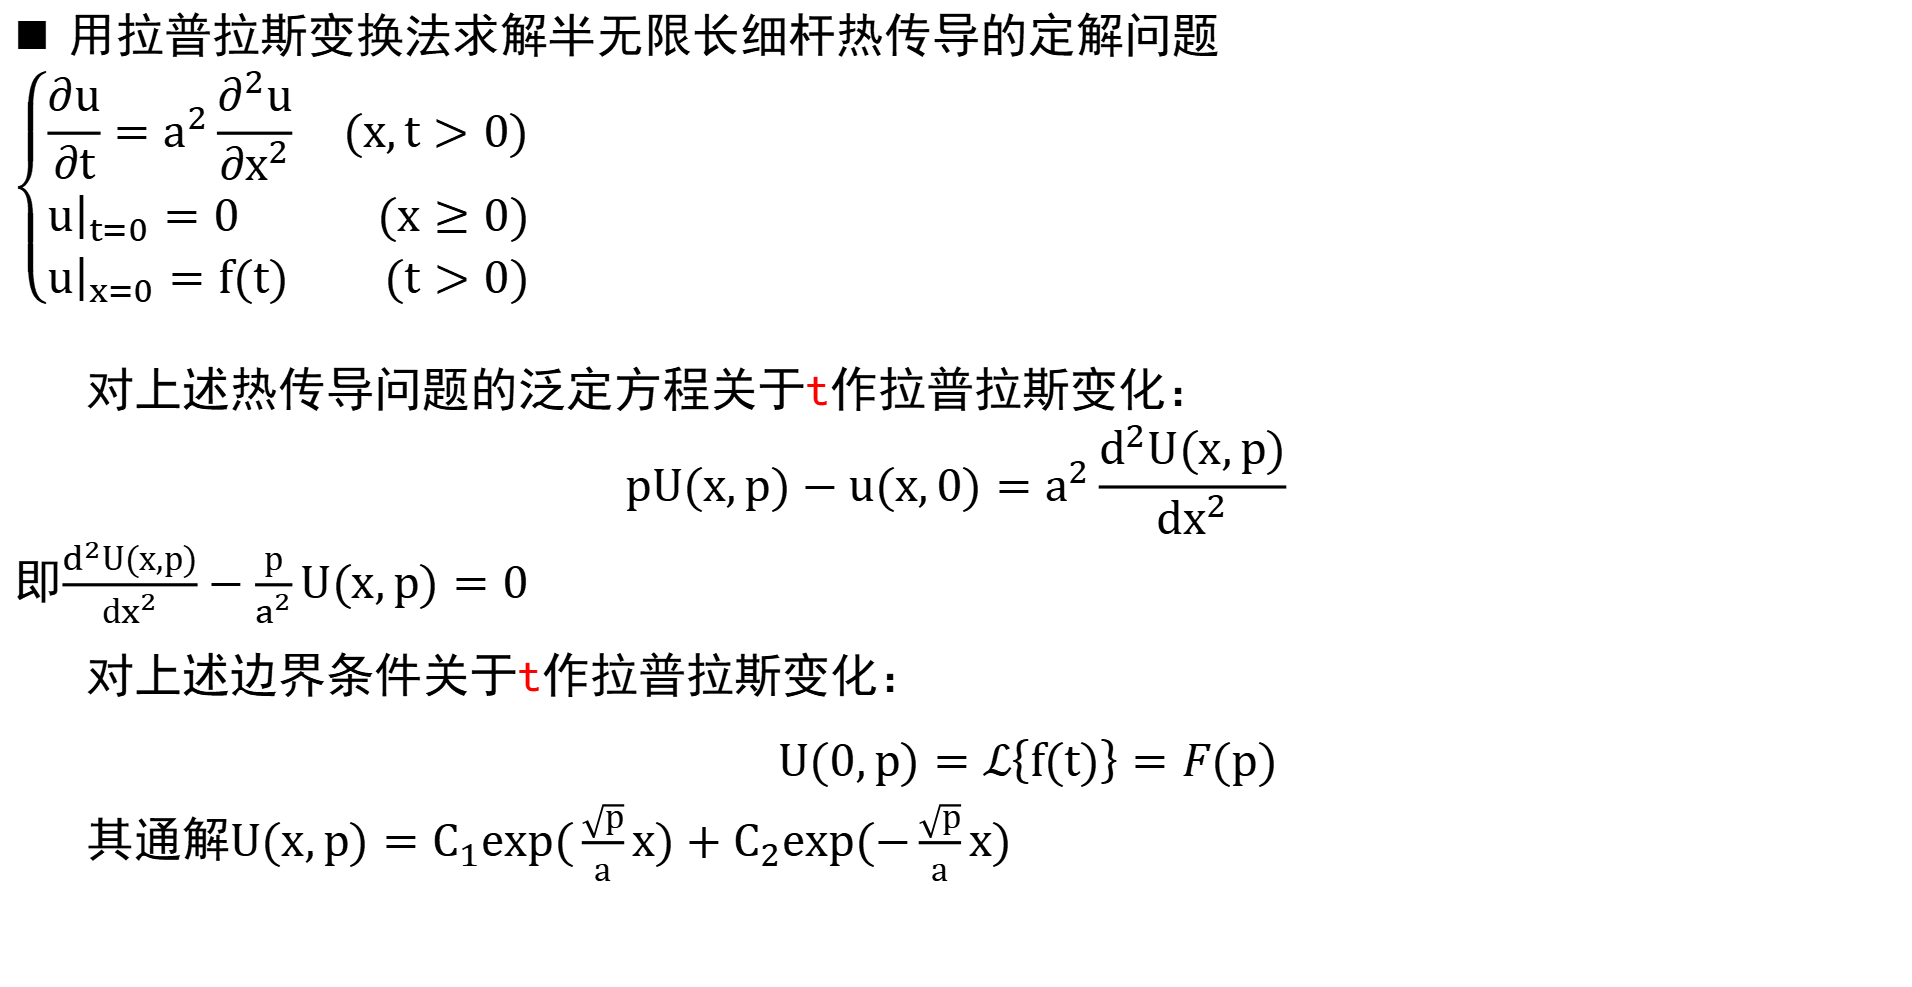 ■ 用拉普拉斯变换法求解半无限长细杆热传导的定解问题
∂u/∂t = a² ∂²u/∂x² (x, t > 0)
u|t=0 = 0 (x ≥ 0)
u|x=0 = f(t) (t > 0)
对上述热传导问题的泛定方程关于t作拉普拉斯变化：
pU(x, p) − u(x, 0) = a² d²U(x, p)/dx²
即d²U(x,p)/dx² − p/a² U(x, p) = 0
对上述边界条件关于t作拉普拉斯变化：
U(0, p) = ℒ{f(t)} = F(p)
其通解U(x, p) = C₁exp(√p/a x) + C₂exp(−√p/a x)